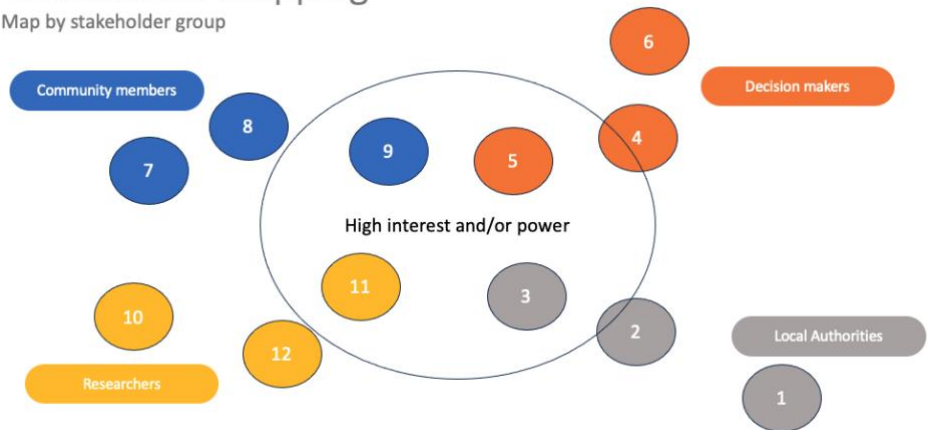 Map by stakeholder group
6
Community members
Decision makers
8
4
9
5
7
High interest and/or power
11
3
10
2
Local Authorities
12
Researchers
1